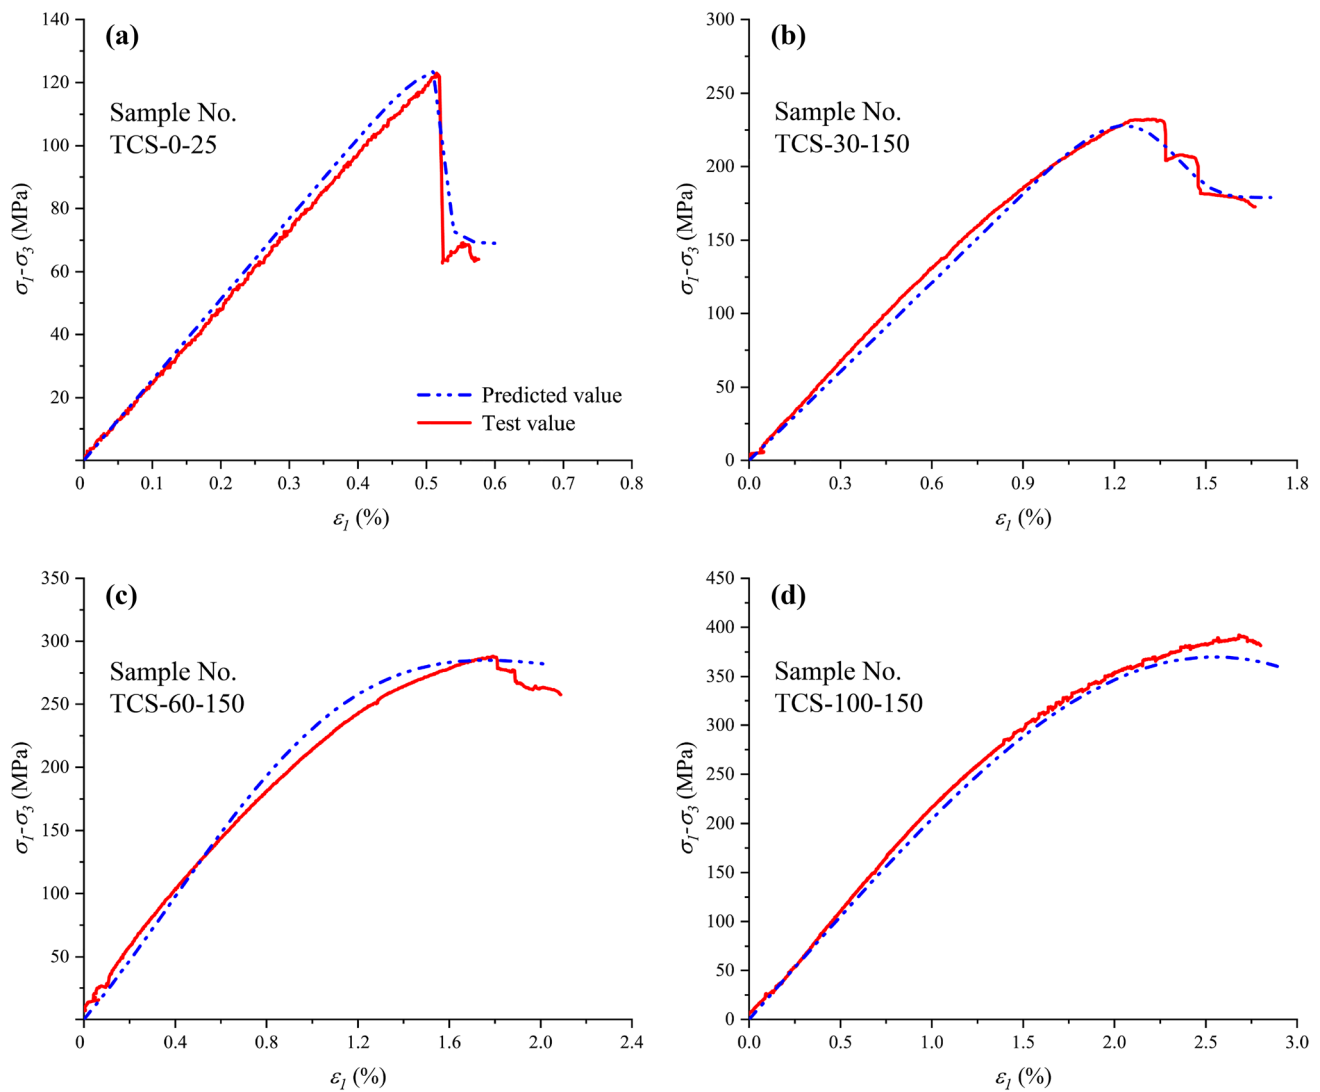 (a)
140
120
100
80
60
40
20
σ₁-σ₃ (MPa)
Sample No.
TCS-0-25
Predicted value
Test value
0 0.1 0.2 0.3 0.3 0.5 0.6 0.7 0.8
ε₁ (%)
(b)
300
250
200
150
100
50
0
σ₁-σ₃ (MPa)
Sample No.
TCS-30-150
0.0 0.3 0.6 0.9 1.2 1.5 1.8
ε₁ (%)
(c)
350
300
250
200
150
100
50
σ₁-σ₃ (MPa)
Sample No.
TCS-60-150
0 0.4 0.8 1.2 1.6 2.0 2.4
ε₁ (%)
(d)
450
400
350
300
250
200
150
100
50
0
σ₁-σ₃ (MPa)
Sample No.
TCS-100-150
0.0 0.5 1.0 1.5 2.0 2.5 3.0
ε₁ (%)